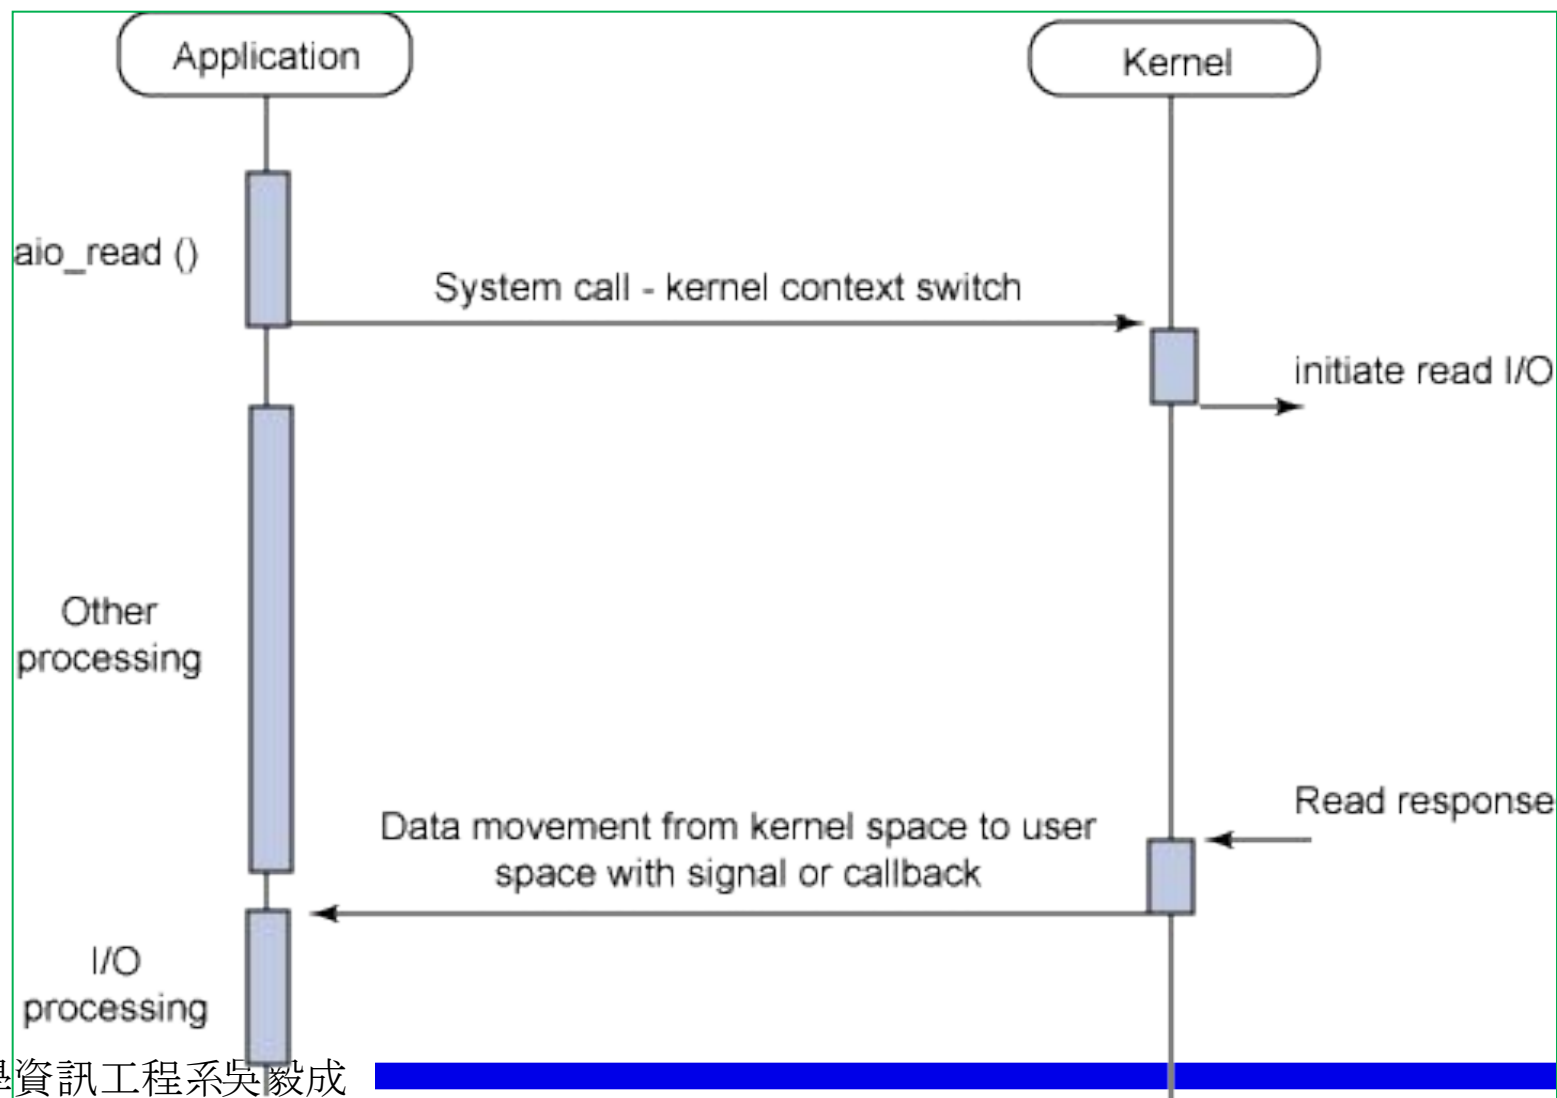 Application
Kernel
aio_read ()
System call - kernel context switch
initiate read I/O
Other
processing
Read response
Data movement from kernel space to user
space with signal or callback
I/O
processing
學資訊工程系吳毅成